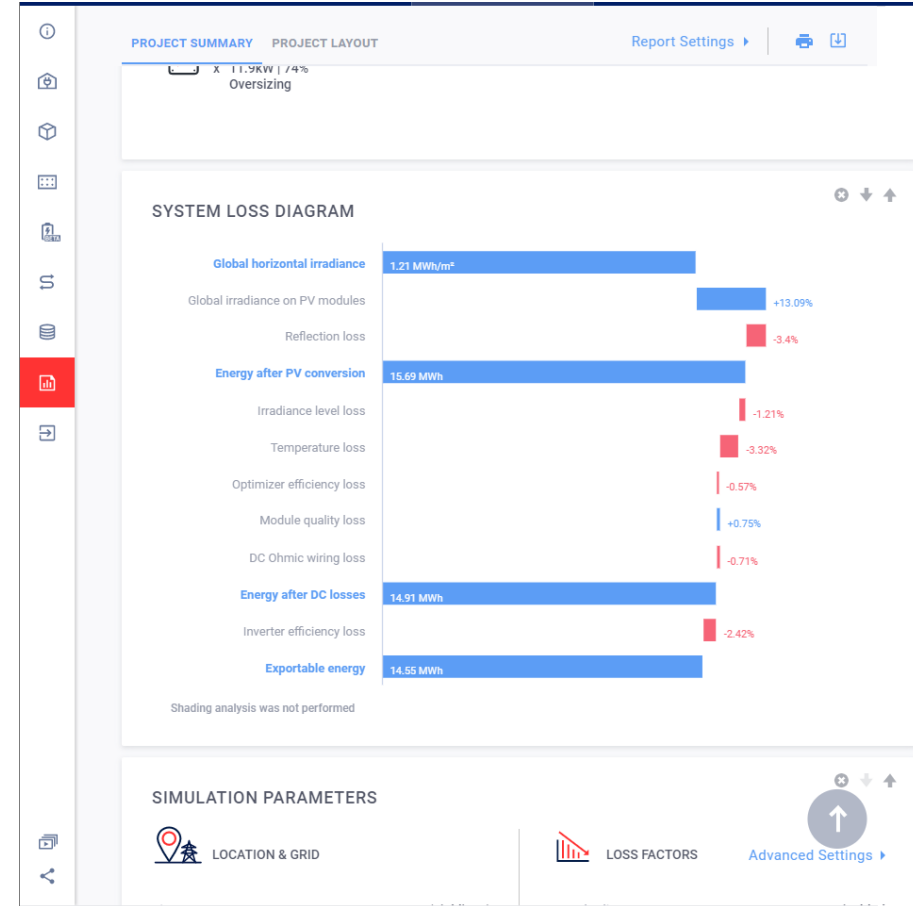 PROJECT SUMMARY PROJECT LAYOUT Report Settings
x 11.9kW | 74%
Oversizing
BETA
SYSTEM LOSS DIAGRAM
Global horizontal irradiance 1.21 MWh/m²
Global irradiance on PV modules +13.09%
Reflection loss -3.4%
Energy after PV conversion 15.69 MWh
Irradiance level loss -1.21%
Temperature loss -3.32%
Optimizer efficiency loss -0.57%
Module quality loss +0.75%
DC Ohmic wiring loss -0.71%
Energy after DC losses 14.91 MWh
Inverter efficiency loss -2.42%
Exportable energy 14.55 MWh
Shading analysis was not performed
SIMULATION PARAMETERS
LOCATION & GRID LOSS FACTORS Advanced Settings